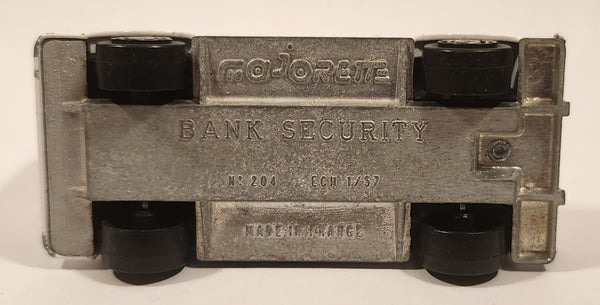 majorette
BANK SECURITY
Nº 204 ECH 1/57
MADE IN FRANCE